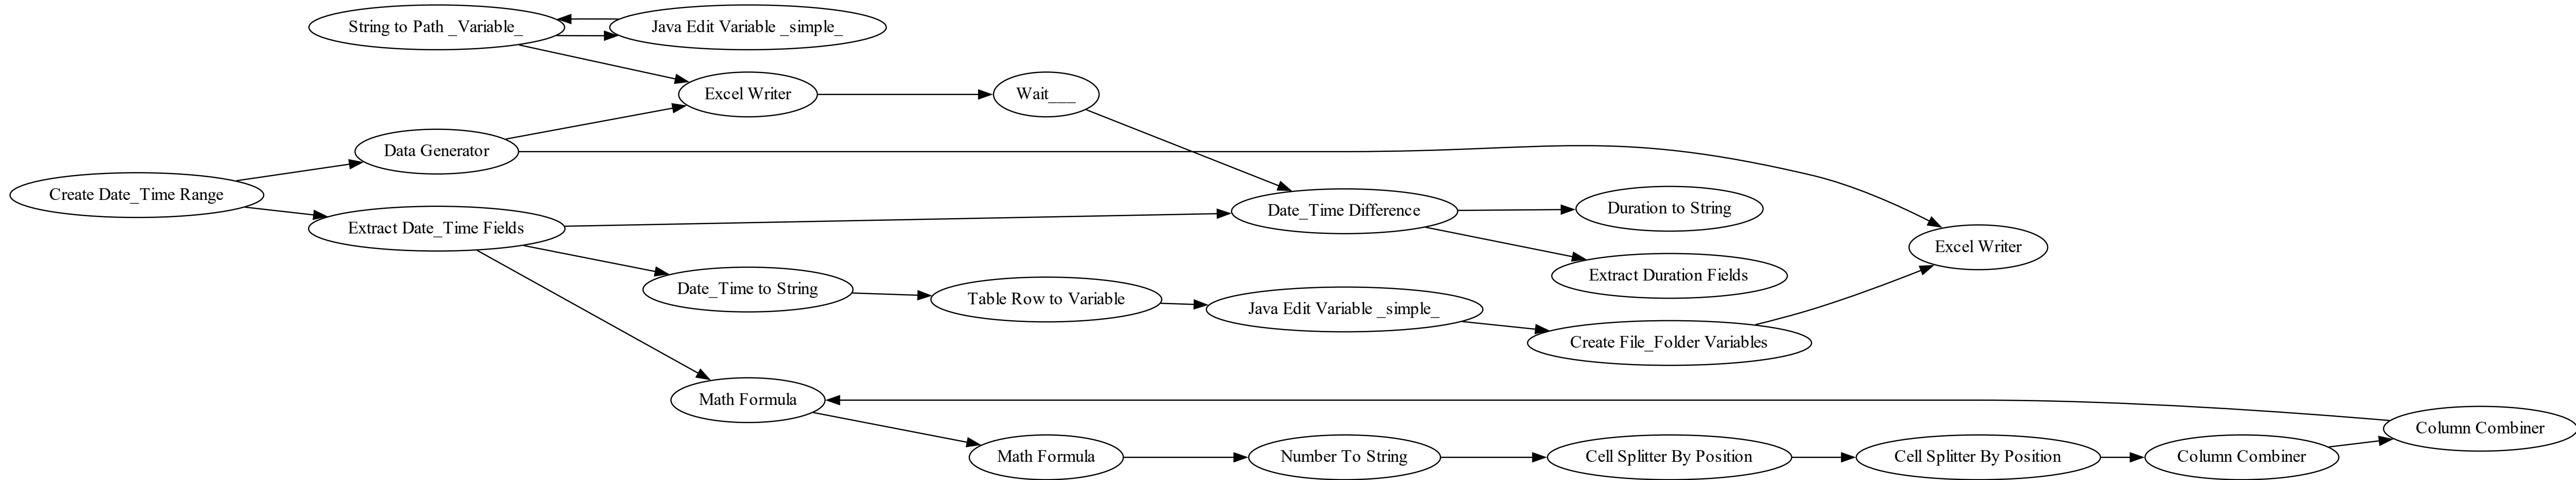 String to Path _Variable_
Java Edit Variable _simple_
Excel Writer
Wait___
Data Generator
Create Date_Time Range
Extract Date_Time Fields
Date_Time Difference
Duration to String
Excel Writer
Extract Duration Fields
Date_Time to String
Table Row to Variable
Java Edit Variable _simple_
Create File_Folder Variables
Math Formula
Column Combiner
Math Formula
Number To String
Cell Splitter By Position
Cell Splitter By Position
Column Combiner